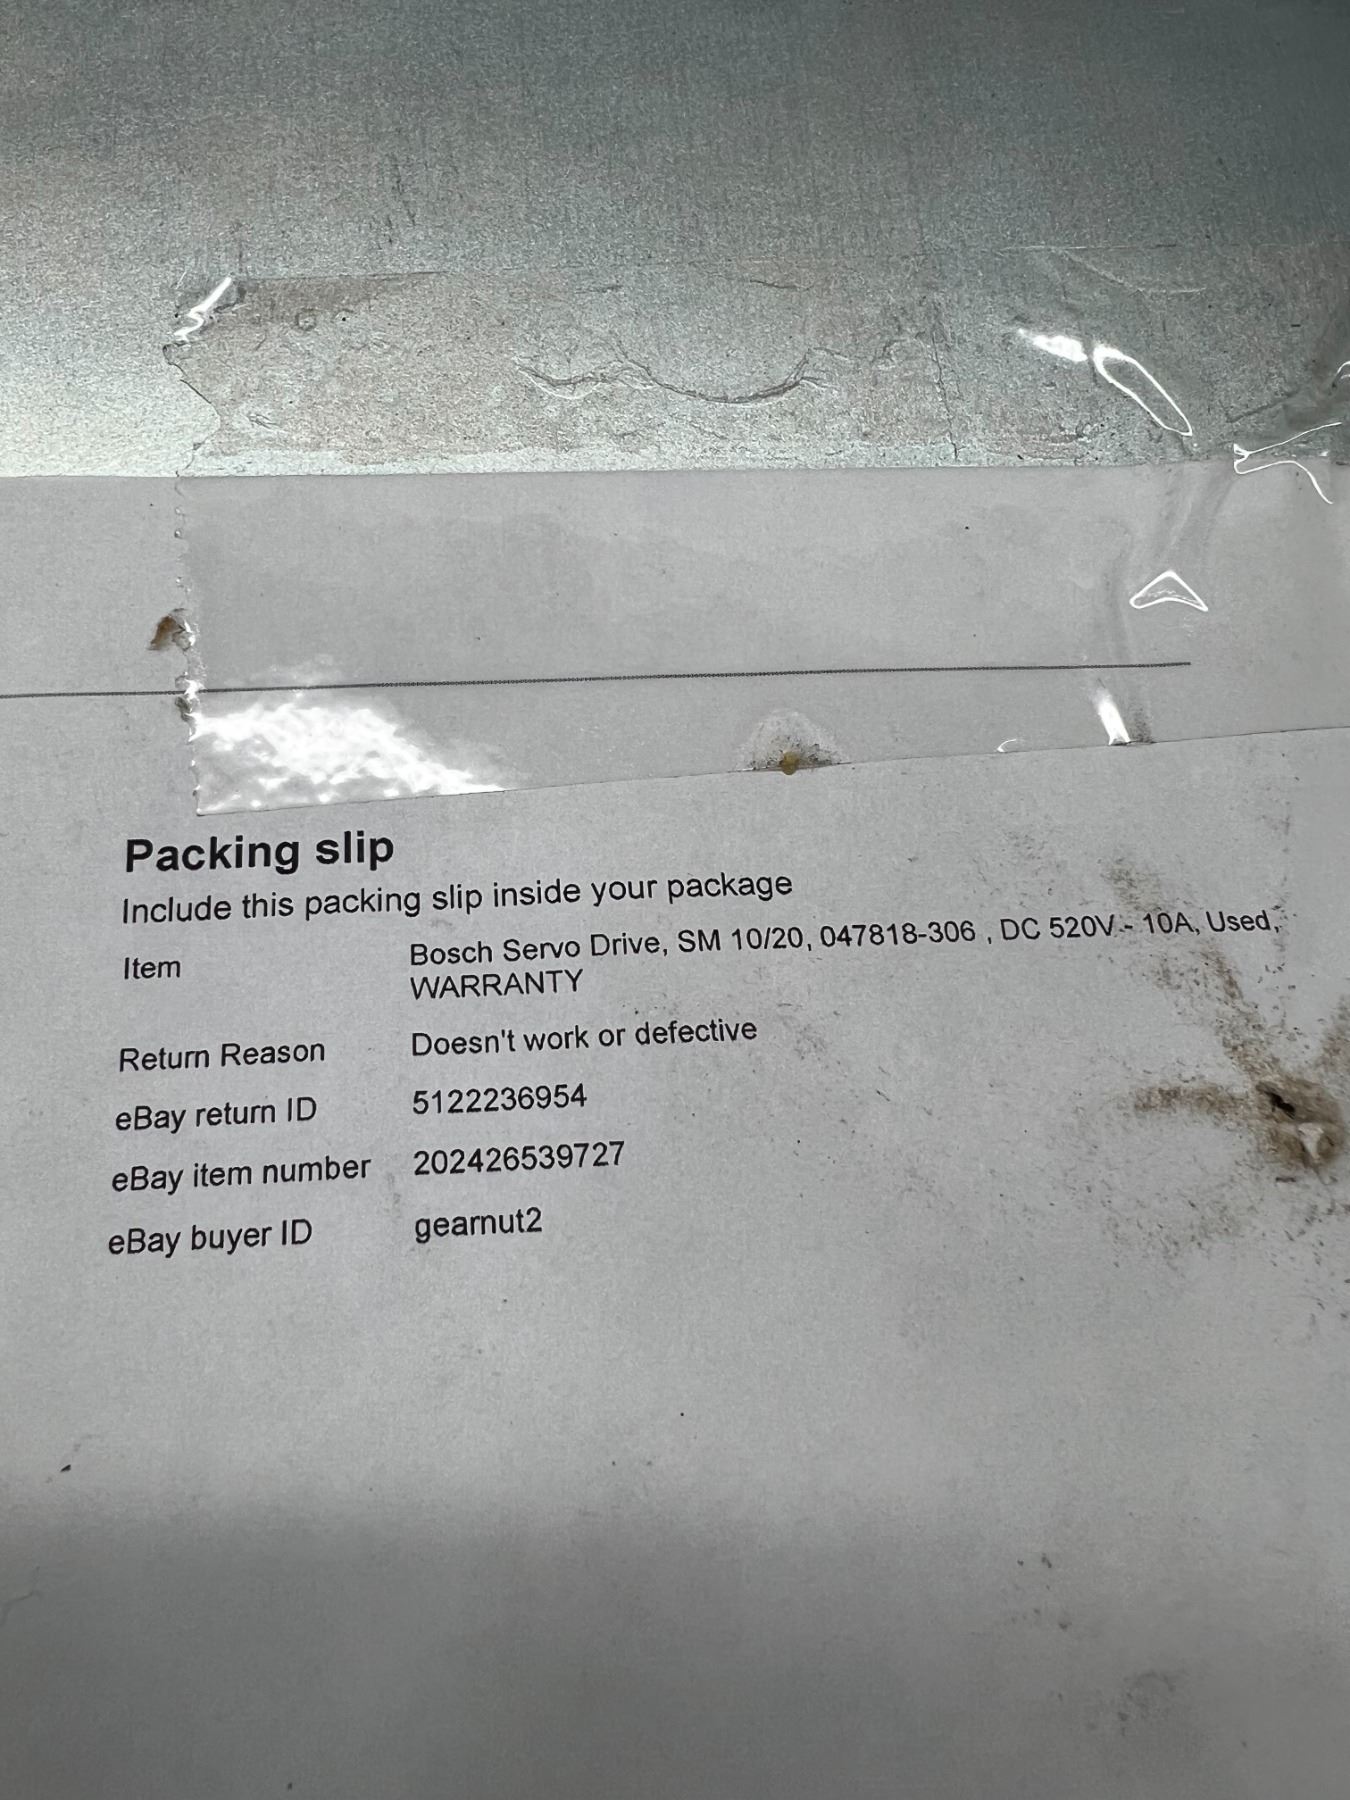 Packing slip
Include this packing slip inside your package
Item Bosch Servo Drive, SM 10/20, 047818-306 , DC 520V - 10A, Used,
WARRANTY
Return Reason Doesn't work or defective
eBay return ID 5122236954
eBay item number 202426539727
eBay buyer ID gearnut2